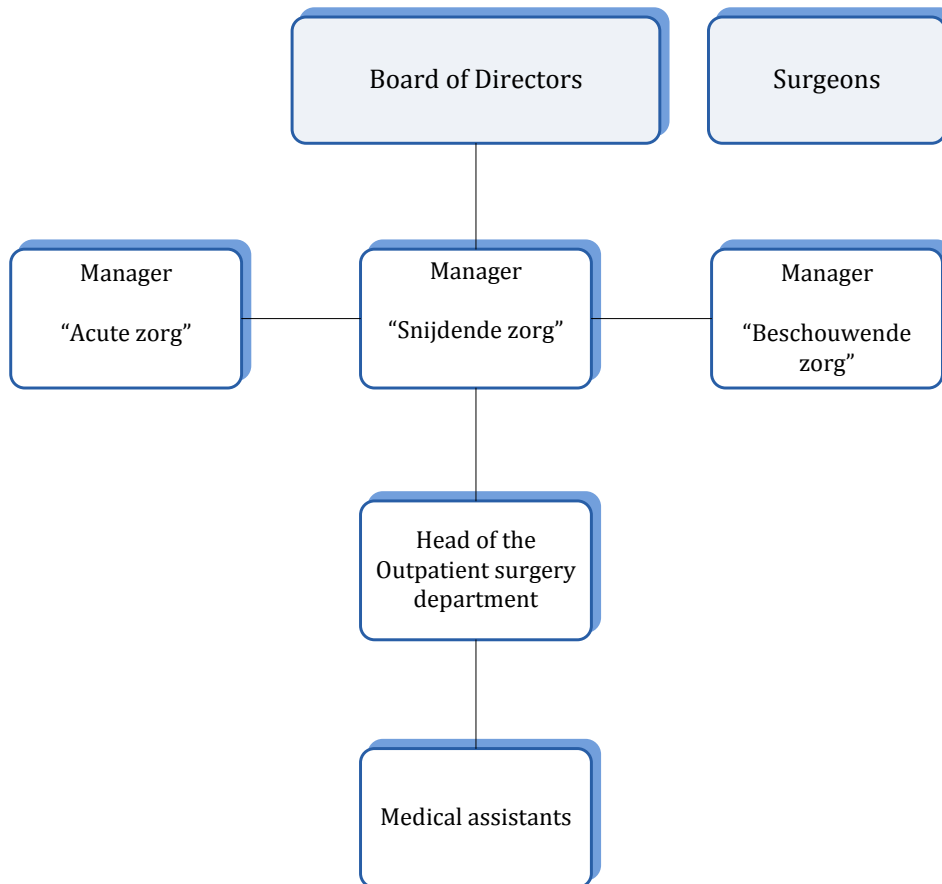 Board of Directors
Surgeons
Manager
“Acute zorg”
Manager
“Snijdende zorg”
Manager
“Beschouwende
zorg”
Head of the
Outpatient surgery
department
Medical assistants